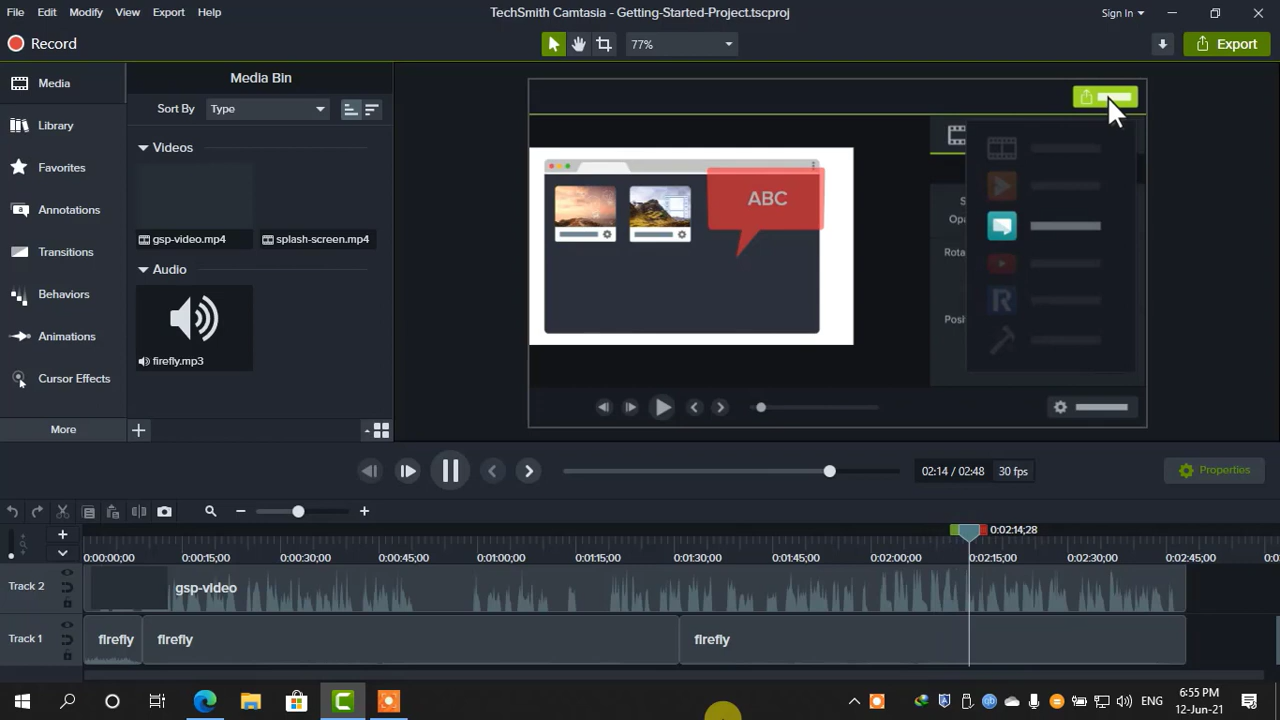 File Edit Modify View Export Help
TechSmith Camtasia - Getting-Started-Project.tscproj
Sign In
Record
77%
Export
Media
Library
Favorites
Annotations
Transitions
Behaviors
Animations
Cursor Effects
More
Media Bin
Sort By Type
Videos
gsp-video.mp4
splash-screen.mp4
Audio
firefly.mp3
ABC
S
Opa
Rota
Posi
R
02:14 / 02:48 30 fps
Properties
0:02:14;28
0:00:00;00 0:00:15;00 0:00:30;00 0:00:45;00 0:01:00;00 0:01:15;00 0:01:30;00 0:01:45;00 0:02:00;00 0:02:15;00 0:02:30;00 0:02:45;00
Track 2 gsp-video
Track 1 firefly firefly firefly
ENG
6:55 PM
12-Jun-21